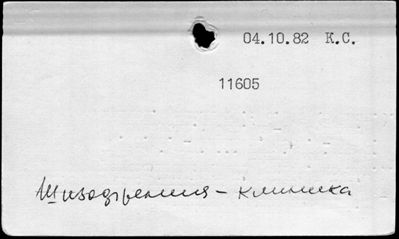 04.10.82 K.C.
11605
Шизофрения – клиника